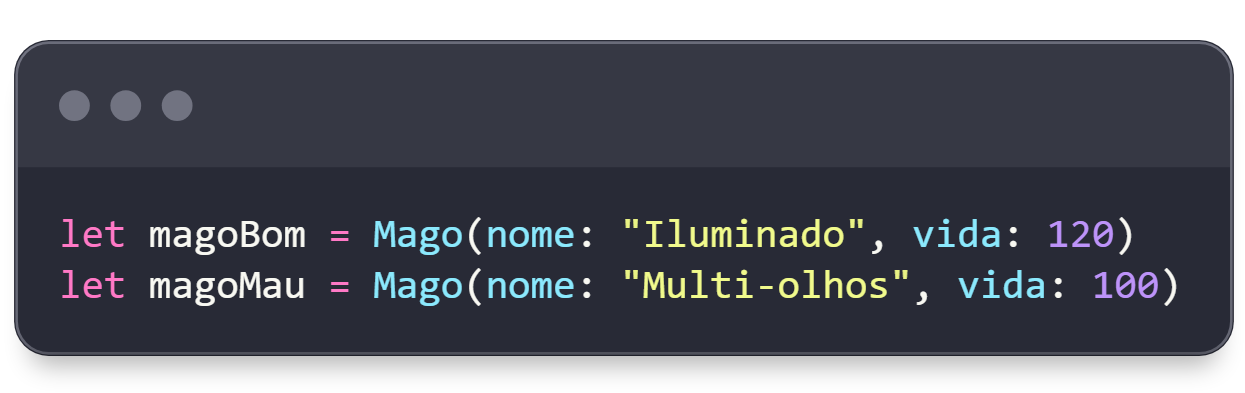 let magoBom = Mago(nome: "Iluminado", vida: 120)
let magoMau = Mago(nome: "Multi-olhos", vida: 100)